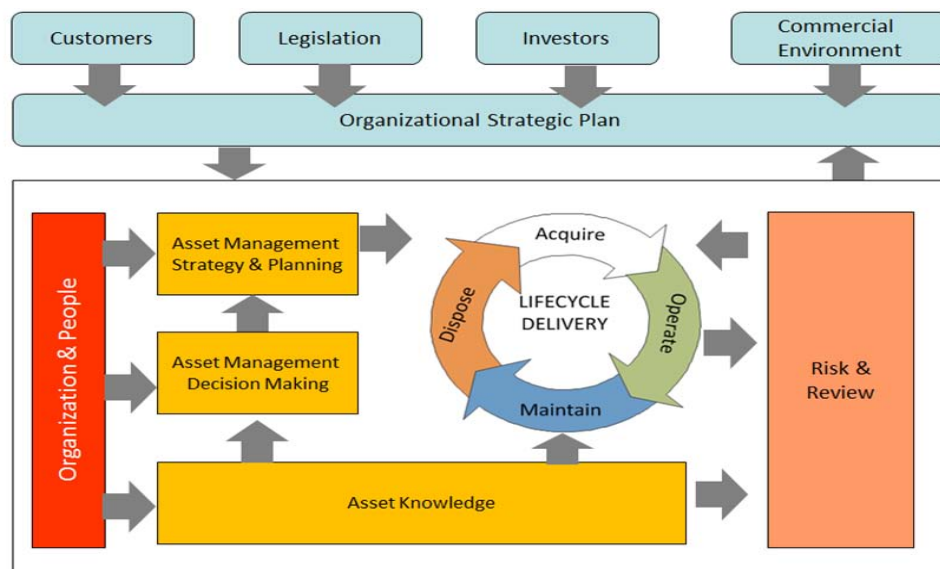 Customers
Legislation
Investors
Commercial
Environment
Organizational Strategic Plan
Organization & People
Asset Management
Strategy & Planning
Asset Management
Decision Making
Asset Knowledge
Acquire
Operate
Maintain
Dispose
LIFECYCLE
DELIVERY
Risk &
Review